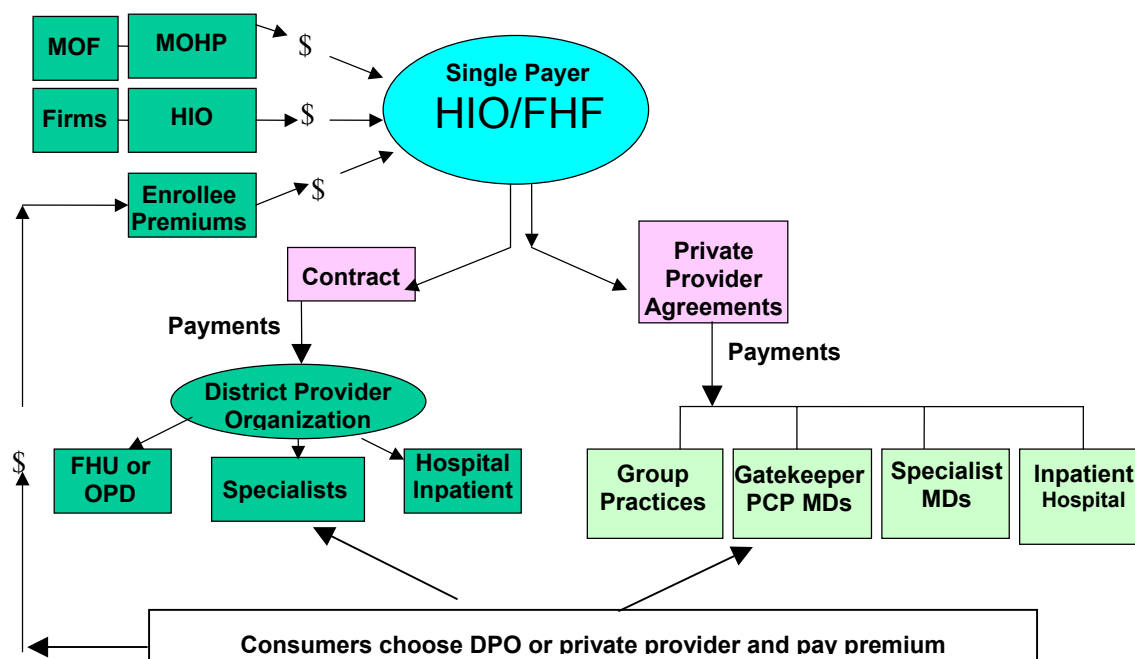 MOF
MOHP
$
Single Payer
HIO/FHF
Firms
HIO
$
Enrollee
Premiums
$
Contract
Private
Provider
Agreements
Payments
Payments
District Provider
Organization
$
FHU or
OPD
Specialists
Hospital
Inpatient
Group
Practices
Gatekeeper
PCP MDs
Specialist
MDs
Inpatient
Hospital
Consumers choose DPO or private provider and pay premium